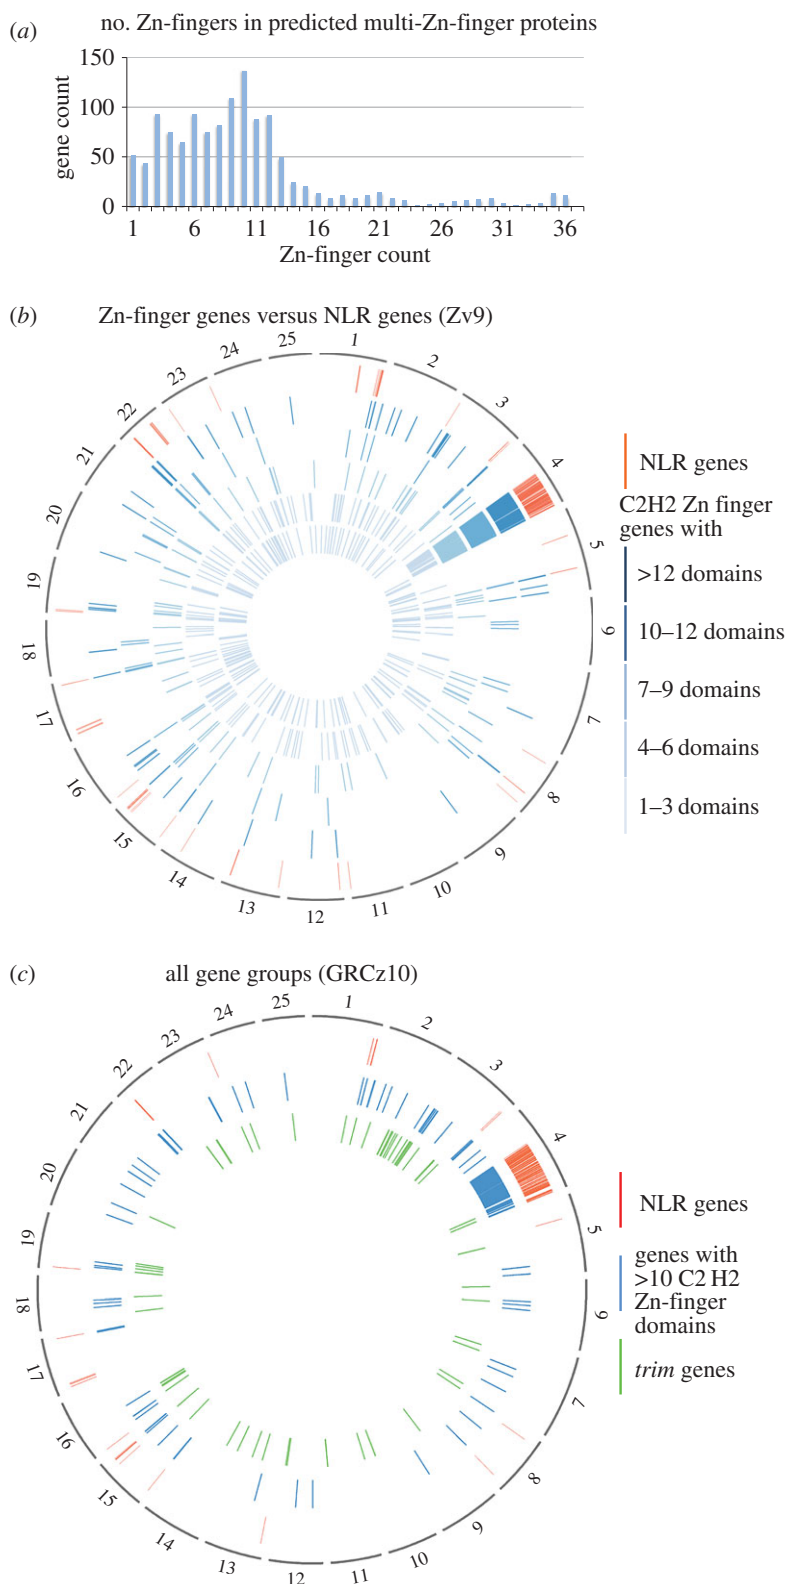 (a)
no. Zn-fingers in predicted multi-Zn-finger proteins
gene count
150
100
50
0
1 6 11 16 21 26 31 36
Zn-finger count
(b)
Zn-finger genes versus NLR genes (Zv9)
1
2
3
4
5
6
7
8
9
10
11
12
13
14
15
16
17
18
19
20
21
22
23
24
25
NLR genes
C2H2 Zn finger
genes with
>12 domains
10–12 domains
7–9 domains
4–6 domains
1–3 domains
(c)
all gene groups (GRCz10)
1
2
3
4
5
6
7
8
9
10
11
12
13
14
15
16
17
18
19
20
21
22
23
24
25
NLR genes
genes with
>10 C2 H2
Zn-finger
domains
trim genes